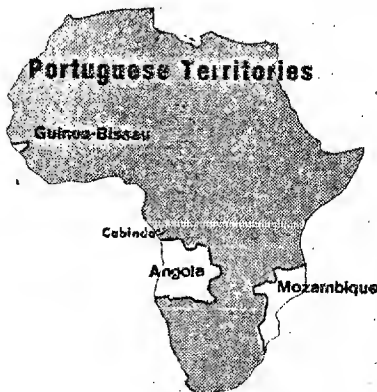 Portuguese Territories
Guinea-Bissau
Cabinda
Angola
Mozambique